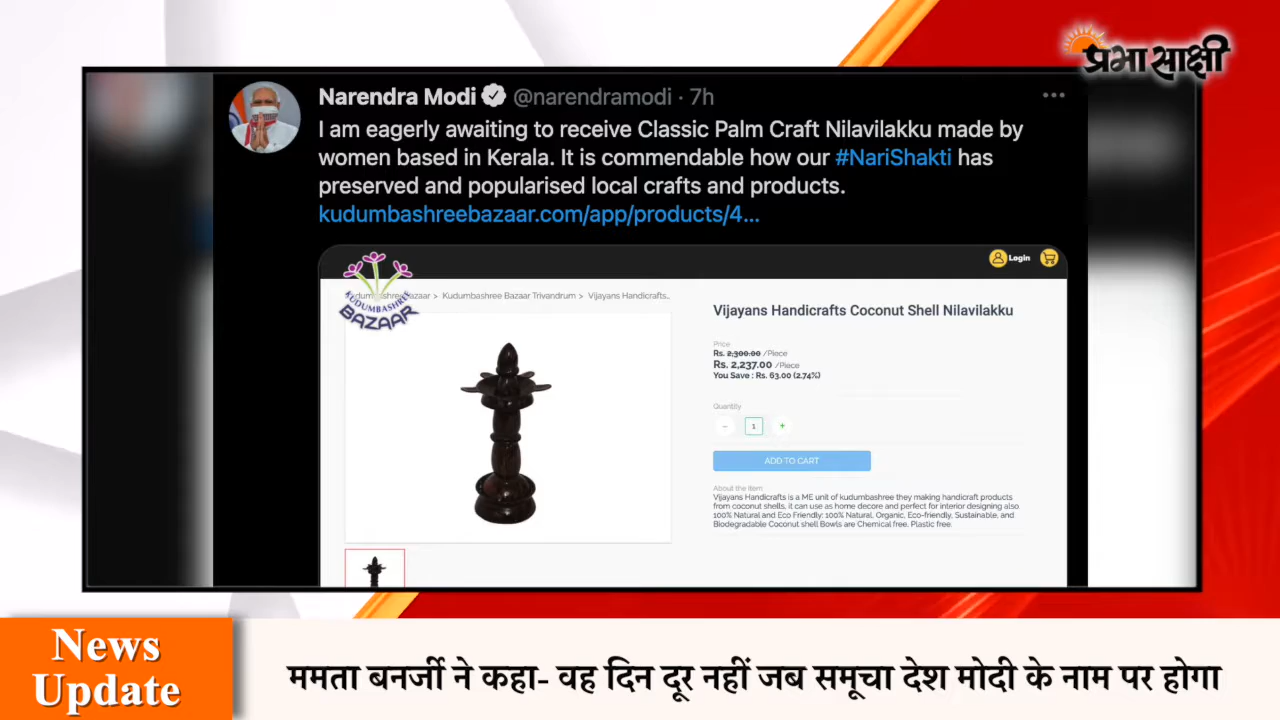 प्रभा साक्षी
Narendra Modi @narendramodi · 7h
I am eagerly awaiting to receive Classic Palm Craft Nilavilakku made by
women based in Kerala. It is commendable how our #NariShakti has
preserved and popularised local crafts and products.
kudumbashreebazaar.com/app/products/4...
Login
KUDUMBASHREE
BAZAAR
Kudumbashree Bazaar > Kudumbashree Bazaar Trivandrum > Vijayans Handicrafts..
Vijayans Handicrafts Coconut Shell Nilavilakku
Price
Rs. 2,300.00 /Piece
Rs. 2,237.00 /Piece
You Save : Rs. 63.00 (2.74%)
Quantity
- 1 +
ADD TO CART
About the Item:
Vijayans Handicrafts is a ME unit of kudumbashree they making handicraft products
from coconut shells, it can use as home decore and perfect for interior designing also.
100% Natural and Eco Friendly: 100% Natural, Organic, Eco-friendly, Sustainable, and
Biodegradable Coconut shell Bowls are Chemical free. Plastic free.
News
Update
ममता बनर्जी ने कहा- वह दिन दूर नहीं जब समूचा देश मोदी के नाम पर होगा